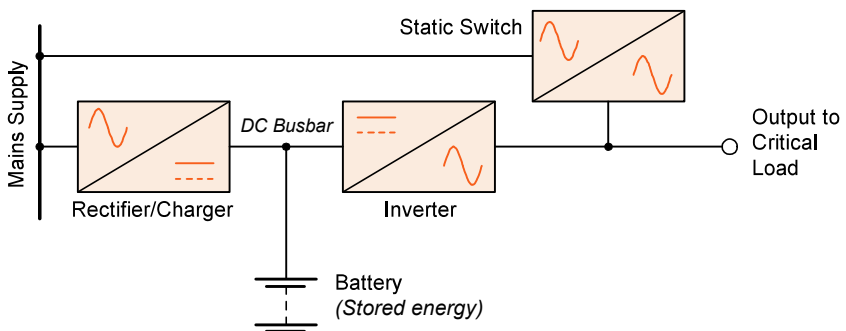 Static Switch
Mains Supply
DC Busbar
Output to
Critical
Load
Rectifier/Charger
Inverter
Battery
(Stored energy)